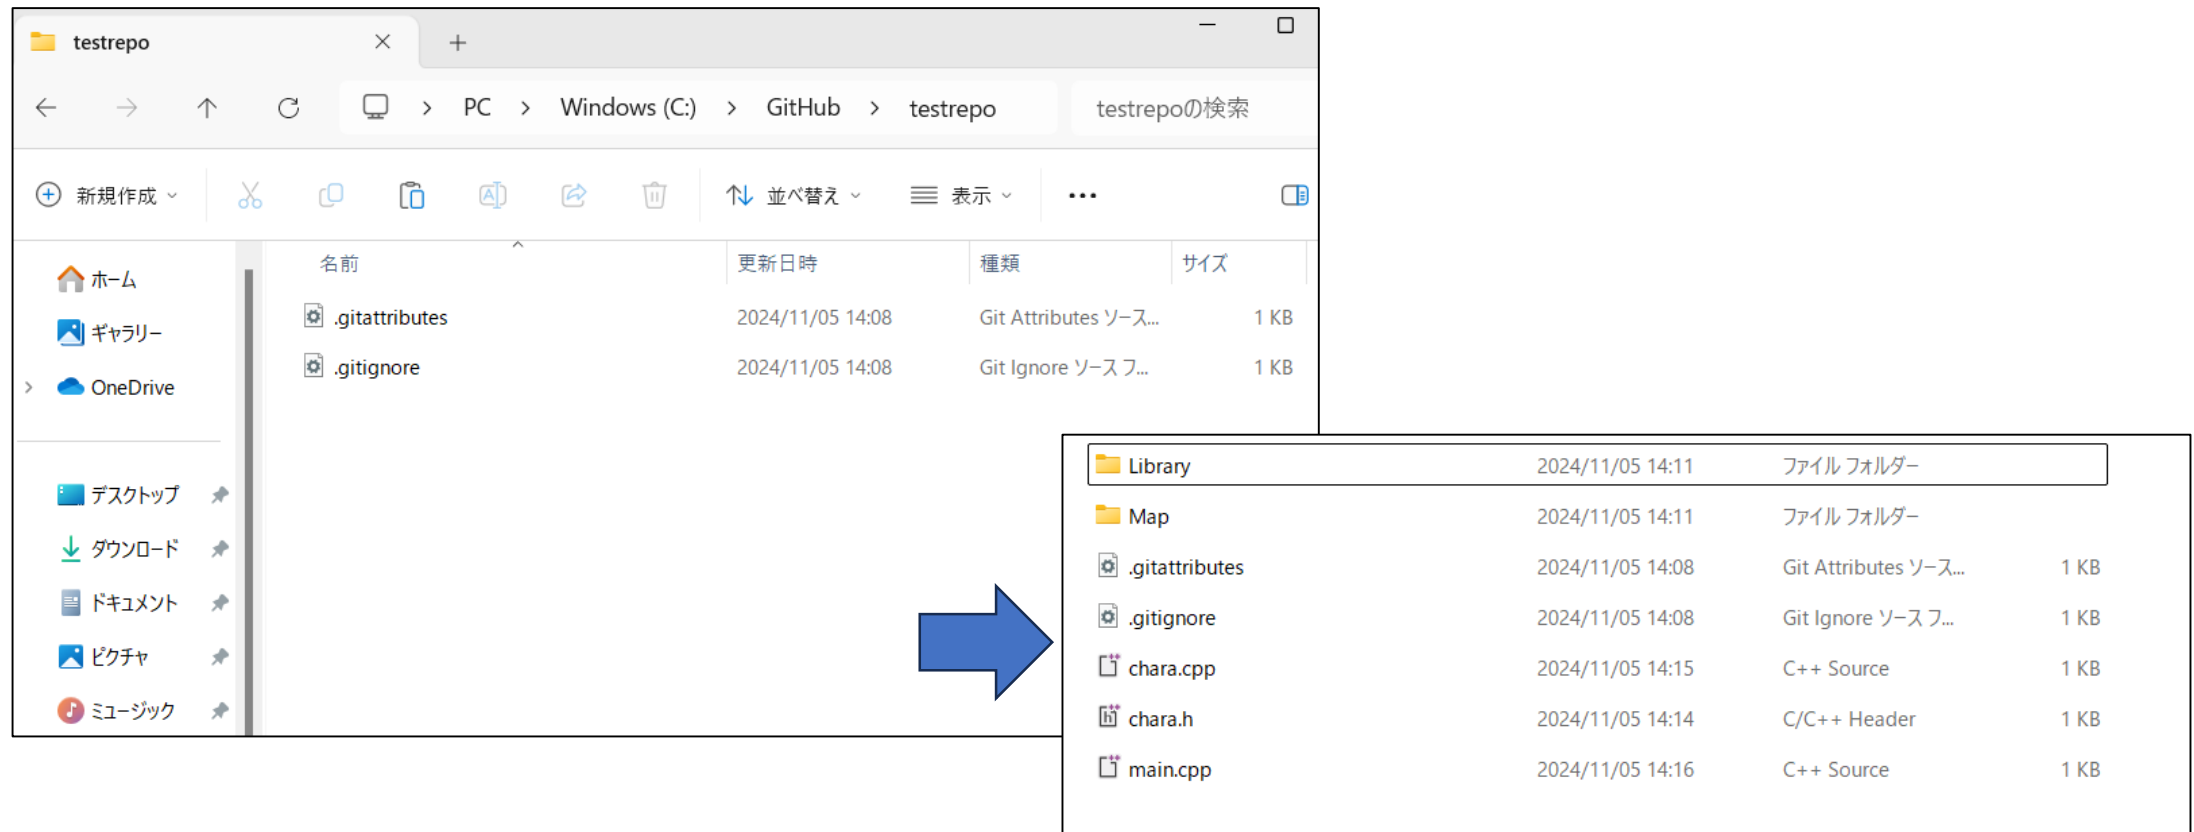 testrepo
PC > Windows (C:) > GitHub > testrepo
testrepoの検索
新規作成
並べ替え
表示
名前 更新日時 種類 サイズ
ホーム
ギャラリー
OneDrive
デスクトップ
ダウンロード
ドキュメント
ピクチャ
ミュージック
.gitattributes 2024/11/05 14:08 Git Attributes ソース... 1 KB
.gitignore 2024/11/05 14:08 Git Ignore ソース フ... 1 KB
Library 2024/11/05 14:11 ファイル フォルダー
Map 2024/11/05 14:11 ファイル フォルダー
.gitattributes 2024/11/05 14:08 Git Attributes ソース... 1 KB
.gitignore 2024/11/05 14:08 Git Ignore ソース フ... 1 KB
chara.cpp 2024/11/05 14:15 C++ Source 1 KB
chara.h 2024/11/05 14:14 C/C++ Header 1 KB
main.cpp 2024/11/05 14:16 C++ Source 1 KB